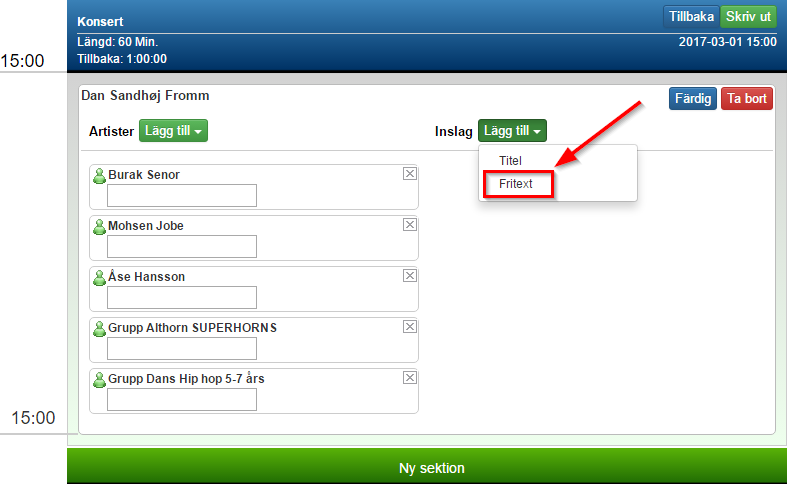 Konsert
Tillbaka
Skriv ut
Längd: 60 Min.
2017-03-01 15:00
Tillbaka: 1:00:00
15:00
Dan Sandhøj Fromm
Färdig
Ta bort
Artister
Lägg till
Inslag
Lägg till
Titel
Fritext
Burak Senor
Mohsen Jobe
Åse Hansson
Grupp Althorn SUPERHORNS
Grupp Dans Hip hop 5-7 års
15:00
Ny sektion